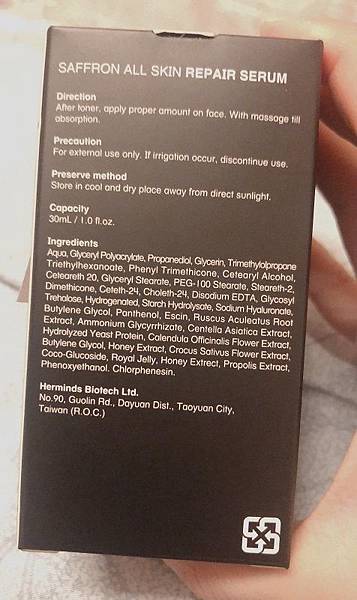 SAFFRON ALL SKIN REPAIR SERUM
Direction
After toner, apply proper amount on face. With massage till
absorption.
Precaution
For external use only. If irrigation occur, discontinue use.
Preserve method
Store in cool and dry place away from direct sunlight.
Capacity
30mL / 1.0 fl.oz.
Ingredients
Aqua, Glyceryl Polyacrylate, Propanediol, Glycerin, Trimethylolpropane
Triethylhexanoate, Phenyl Trimethicone, Cetearyl Alcohol,
Ceteareth 20, Glyceryl Stearate, PEG-100 Stearate, Steareth-2,
Dimethicone, Ceteth-24, Choleth-24, Disodium EDTA, Glycosyl
Trehalose, Hydrogenated, Starch Hydrolysate, Sodium Hyaluronate,
Butylene Glycol, Panthenol, Escin, Ruscus Aculeatus Root
Extract, Ammonium Glycyrrhizate, Centella Asiatica Extract,
Hydrolyzed Yeast Protein, Calendula Officinalis Flower Extract,
Butylene Glycol, Honey Extract, Crocus Sativus Flower Extract,
Coco-Glucoside, Royal Jelly, Honey Extract, Propolis Extract,
Phenoxyethanol. Chlorphenesin.
Herminds Biotech Ltd.
No.90, Guolin Rd., Dayuan Dist., Taoyuan City,
Taiwan (R.O.C.)